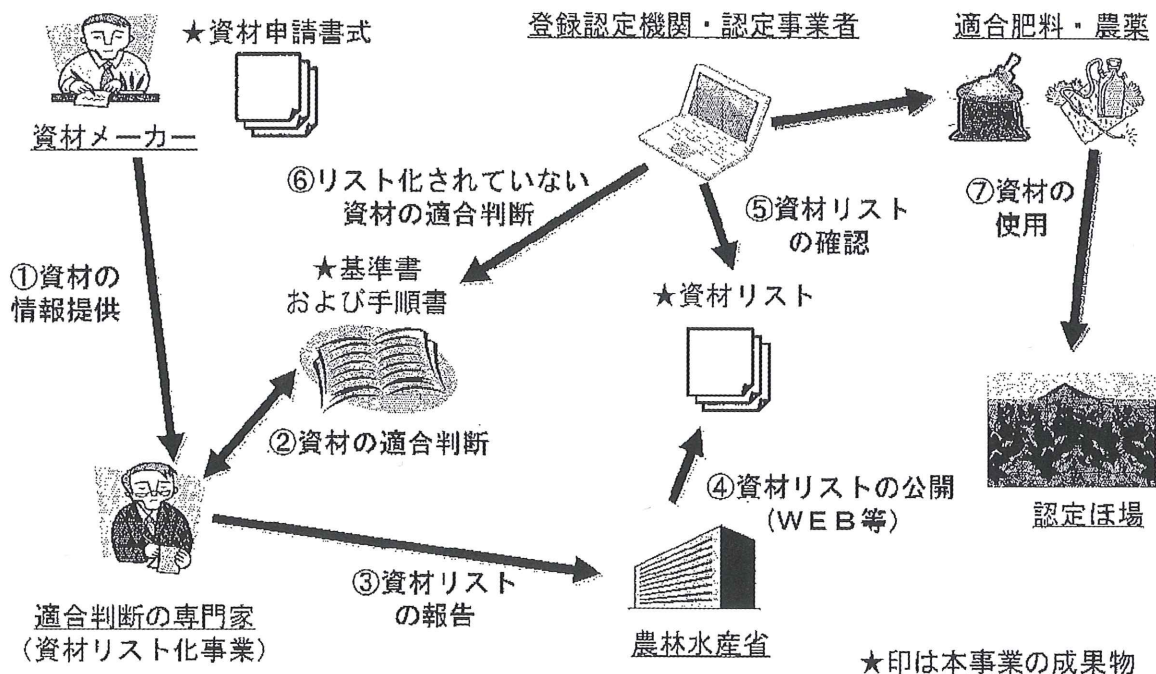 ★資材申請書式
資材メーカー
登録認定機関・認定事業者
適合肥料・農薬
①資材の
情報提供
⑥リスト化されていない
資材の適合判断
★基準書
および手順書
②資材の適合判断
⑤資材リスト
の確認
★資材リスト
⑦資材の
使用
④資材リストの公開
(WEB等)
認定ほ場
③資材リスト
の報告
適合判断の専門家
(資材リスト化事業)
農林水産省
★印は本事業の成果物